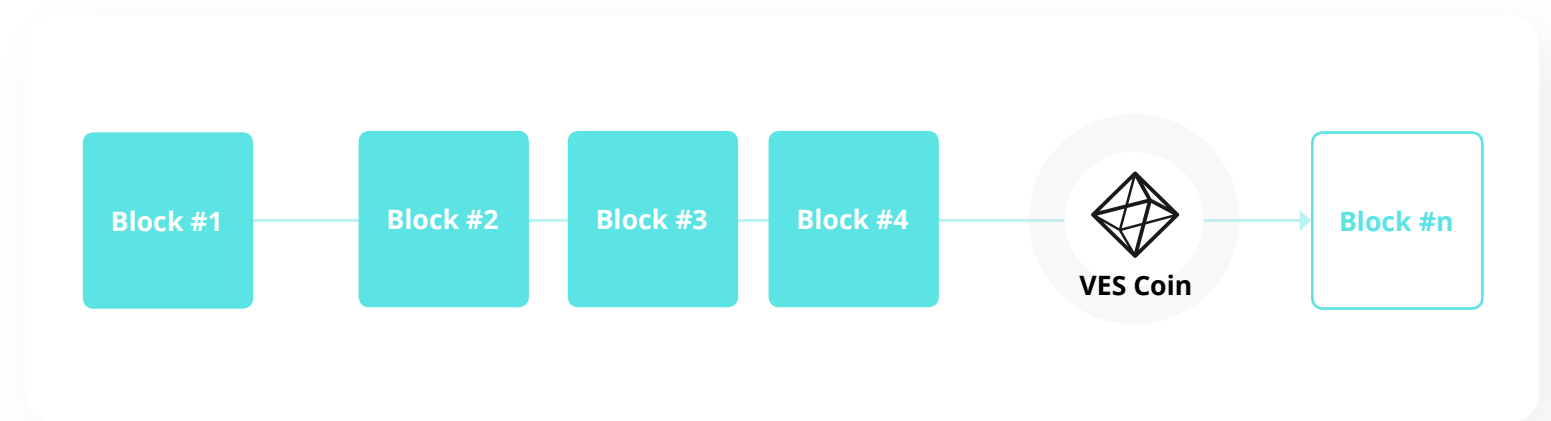 Block #1
Block #2
Block #3
Block #4
VES Coin
Block #n